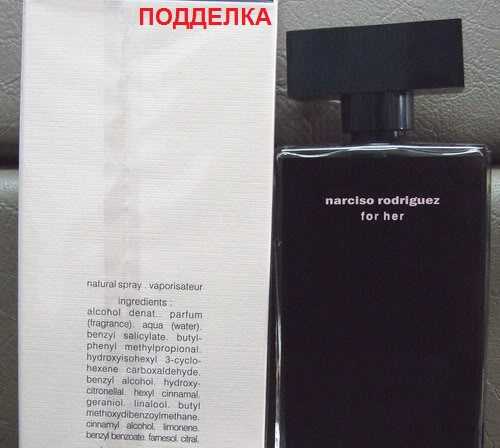 ПОДДЕЛКА
narciso rodriguez
for her
natural spray . vaporisateur
ingredients :
alcohol denat.. parfum
(fragrance). aqua (water).
benzyl salicylate. butyl-
phenyl methylpropional.
hydroxyisohexyl 3-cyclo-
hexene carboxaldehyde.
benzyl alcohol. hydroxy-
citronellal. hexyl cinnamal.
geraniol. linalool. butyl
methoxydibenzoylmethane.
cinnamyl alcohol. limonene.
benzyl benzoate. farnesol. citral.